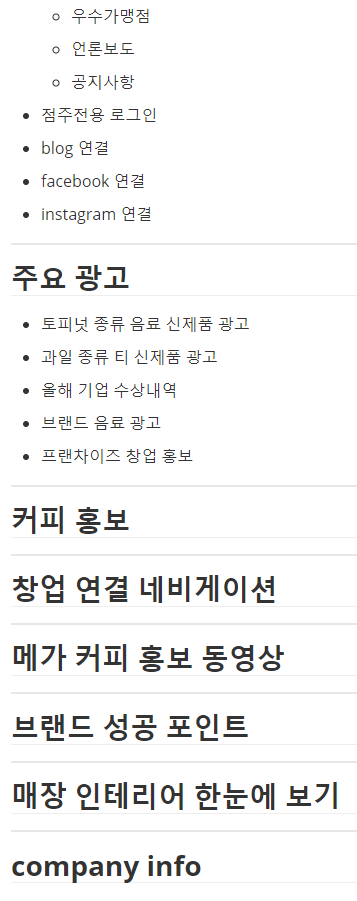 우수가맹점
언론보도
공지사항
점주전용 로그인
blog 연결
facebook 연결
instagram 연결
주요 광고
토피넛 종류 음료 신제품 광고
과일 종류 티 신제품 광고
올해 기업 수상내역
브랜드 음료 광고
프랜차이즈 창업 홍보
커피 홍보
창업 연결 네비게이션
메가 커피 홍보 동영상
브랜드 성공 포인트
매장 인테리어 한눈에 보기
company info